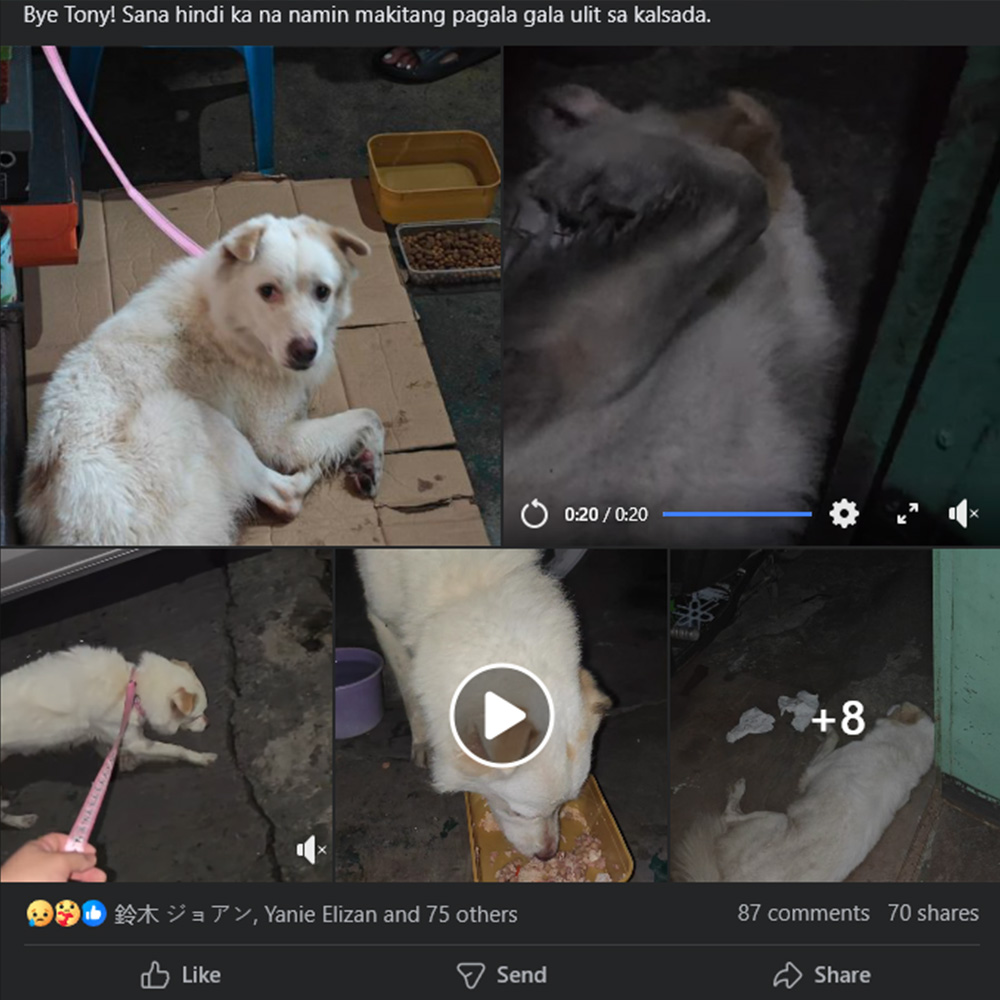 Bye Tony! Sana hindi ka na namin makitang pagala gala ulit sa kalsada.
0:20 / 0:20
+8
鈴木 ジョアン, Yanie Elizan and 75 others
87 comments 70 shares
Like Send Share